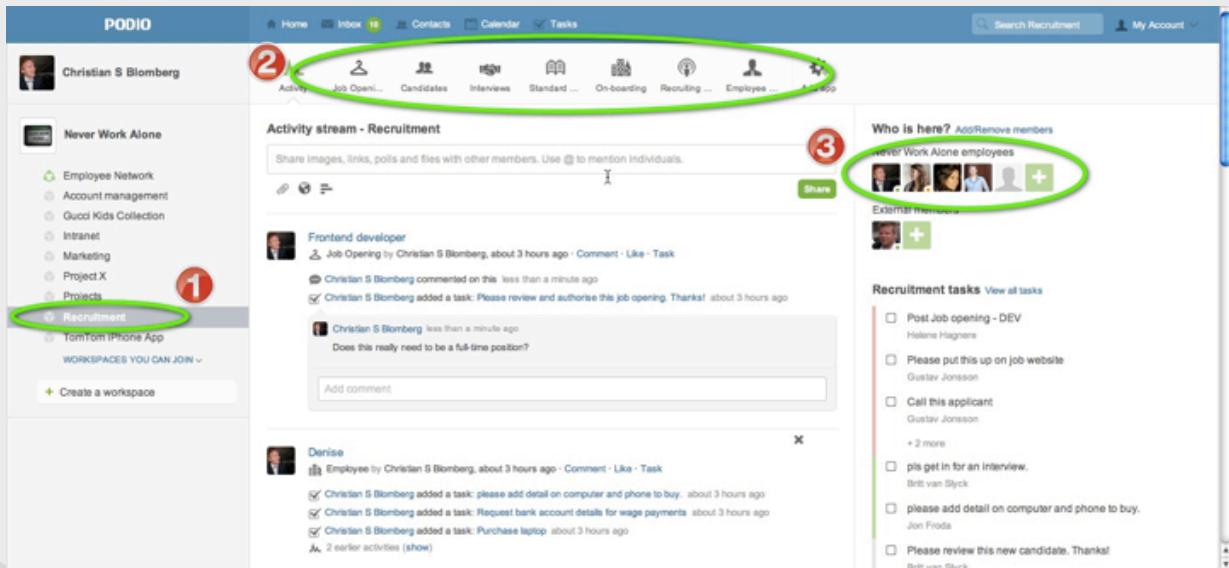 PODIO
Home Inbox 10 Contacts Calendar Tasks
Search Recruitment
My Account
Christian S Blomberg
2
Activity Job Openi... Candidates Interviews Standard ... On-boarding Recruiting ... Employee ... app
Never Work Alone
Employee Network
Account management
Gucci Kids Collection
Intranet
Marketing
Project X
1
Projects
Recruitment
TomTom iPhone App
WORKSPACES YOU CAN JOIN
+ Create a workspace
Activity stream - Recruitment
Share images, links, polls and files with other members. Use @ to mention individuals.
Share
Frontend developer
Job Opening by Christian S Blomberg, about 3 hours ago · Comment · Like · Task
Christian S Blomberg commented on this less than a minute ago
Christian S Blomberg added a task: Please review and authorise this job opening. Thanks! about 3 hours ago
Christian S Blomberg less than a minute ago
Does this really need to be a full-time position?
Add comment
Denise
Employee by Christian S Blomberg, about 3 hours ago · Comment · Like · Task
Christian S Blomberg added a task: please add detail on computer and phone to buy. about 3 hours ago
Christian S Blomberg added a task: Request bank account details for wage payments about 3 hours ago
Christian S Blomberg added a task: Purchase laptop about 3 hours ago
2 earlier activities (show)
Who is here? Add/Remove members
3
Never Work Alone employees
External members
Recruitment tasks View all tasks
Post Job opening - DEV
Helene Hagnere
Please put this up on job website
Gustav Jonsson
Call this applicant
Gustav Jonsson
+ 2 more
pls get in for an interview.
Britt van Slyck
please add detail on computer and phone to buy.
Jon Froda
Please review this new candidate. Thanks!
Britt van Slyck